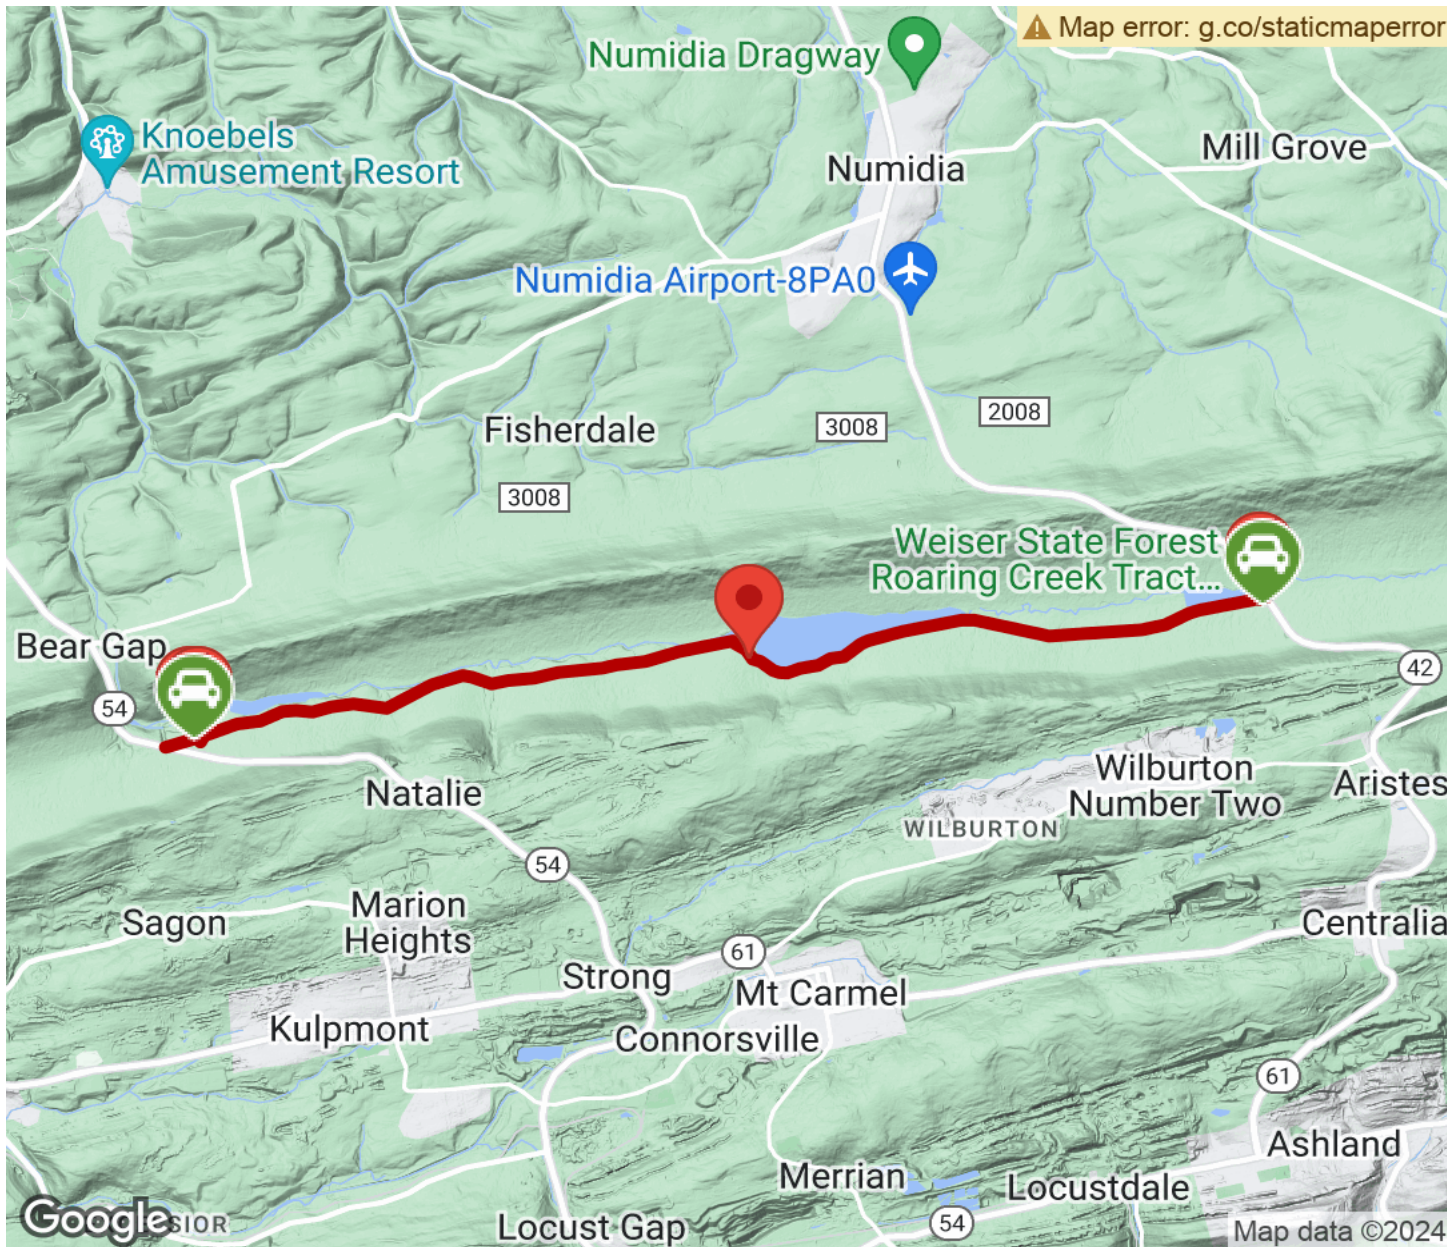 Map error: g.co/staticmaperror
Numidia Dragway
Knoebels
Amusement Resort
Mill Grove
Numidia
Numidia Airport-8PA0
2008
3008
Fisherdale
3008
Weiser State Forest
Roaring Creek Tract...
Bear Gap
42
54
Natalie
Wilburton
Number Two
Aristes
WILBURTON
54
Marion
Heights
Sagon
Centralia
61
Strong
Mt Carmel
Kulpmont
Connorsville
61
Ashland
Merrian
Locustdale
Google
SIOR
Locust Gap
54
Map data ©2024